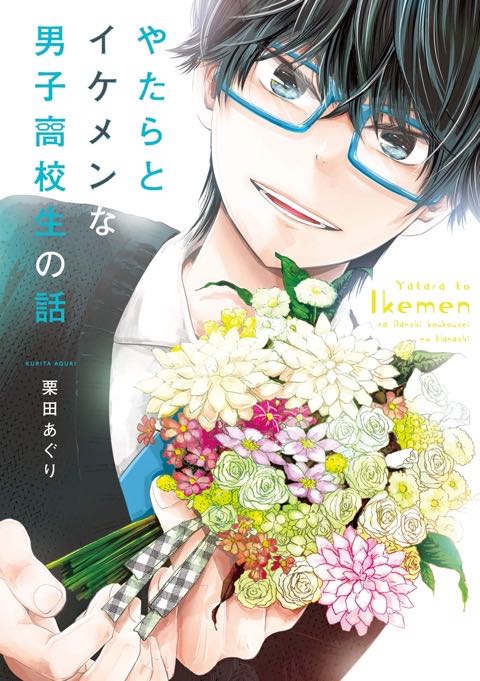 やたらと
イケメンな
男子高校生の話
KURITA AGURI
栗田あぐり
Yatara to
Ikemen
na Danshi koukousei
no Hanashi